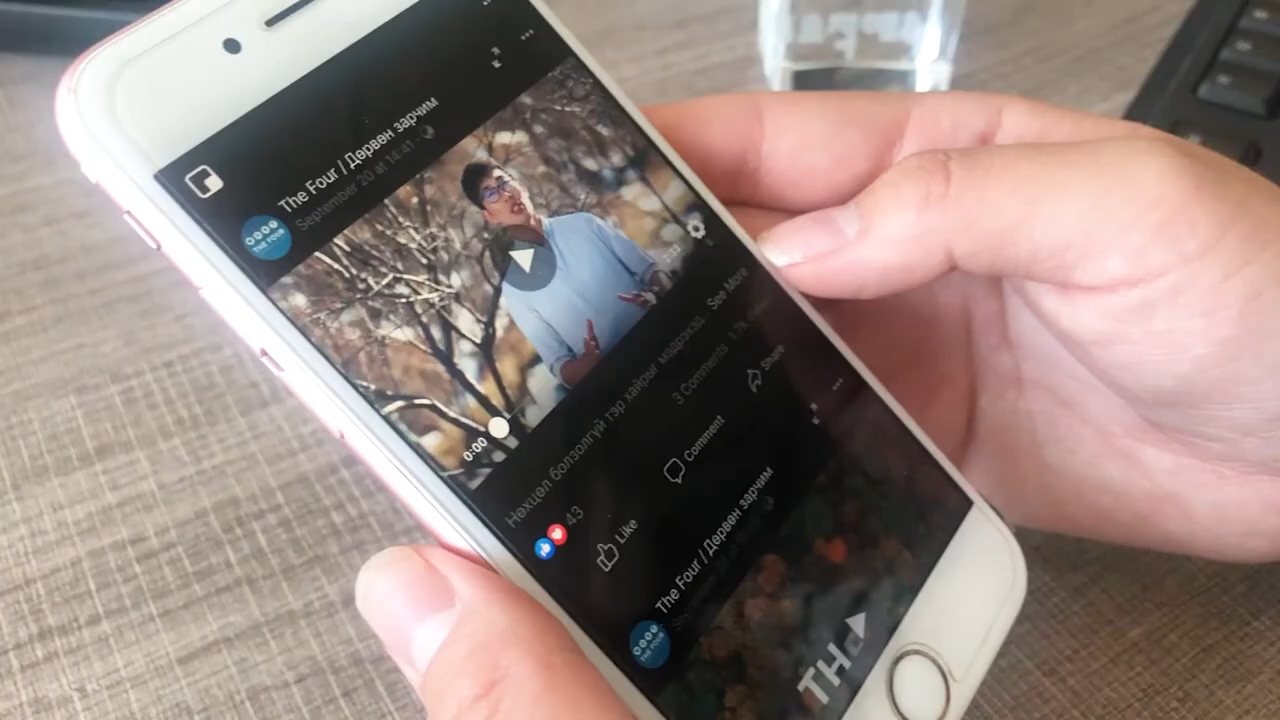 The Four / Дөрвөн зарчим
September 20 at 14:41 ·
THE FOUR
0:00
Нөхцөл болзолгүй тэр хайрыг мэдрэхэд... See More
43
3 Comments
Like
Comment
Share
The Four / Дөрвөн зарчим
THE FOUR